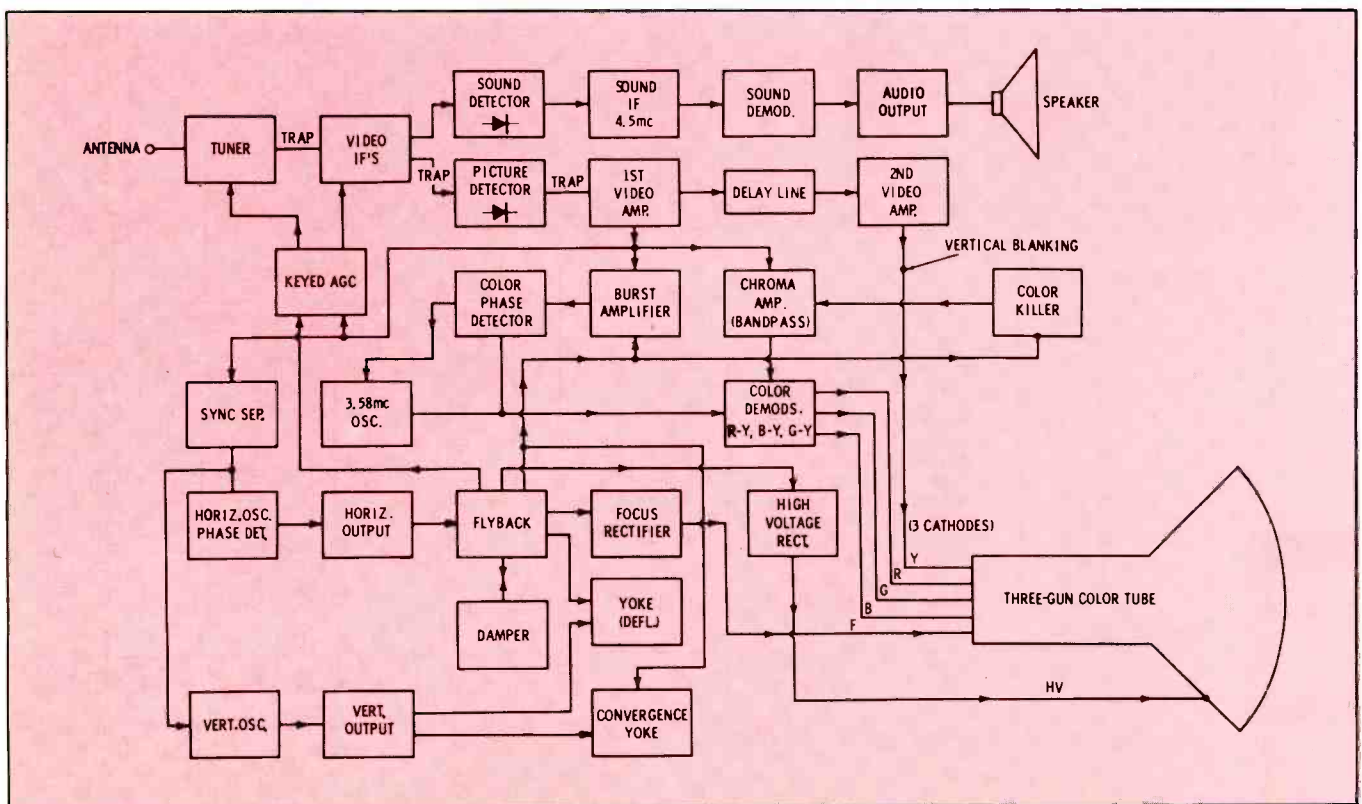 ANTENNA
TUNER
TRAP
VIDEO
IF'S
SOUND
DETECTOR
SOUND
IF
4.5mc
SOUND
DEMOD.
AUDIO
OUTPUT
SPEAKER
TRAP
PICTURE
DETECTOR
TRAP
1ST
VIDEO
AMP.
DELAY LINE
2ND
VIDEO
AMP.
VERTICAL BLANKING
KEYED AGC
COLOR
PHASE
DETECTOR
BURST
AMPLIFIER
CHROMA
AMP.
(BANDPASS)
COLOR
KILLER
SYNC SEP.
3.58mc
OSC.
COLOR
DEMODS.
R-Y, B-Y, G-Y
HORIZ. OSC.
PHASE DET.
HORIZ.
OUTPUT
FLYBACK
FOCUS
RECTIFIER
HIGH
VOLTAGE
RECT.
(3 CATHODES)
Y
R
G
B
F
THREE-GUN COLOR TUBE
DAMPER
YOKE
(DEFL.)
HV
VERT. OSC.
VERT.
OUTPUT
CONVERGENCE
YOKE